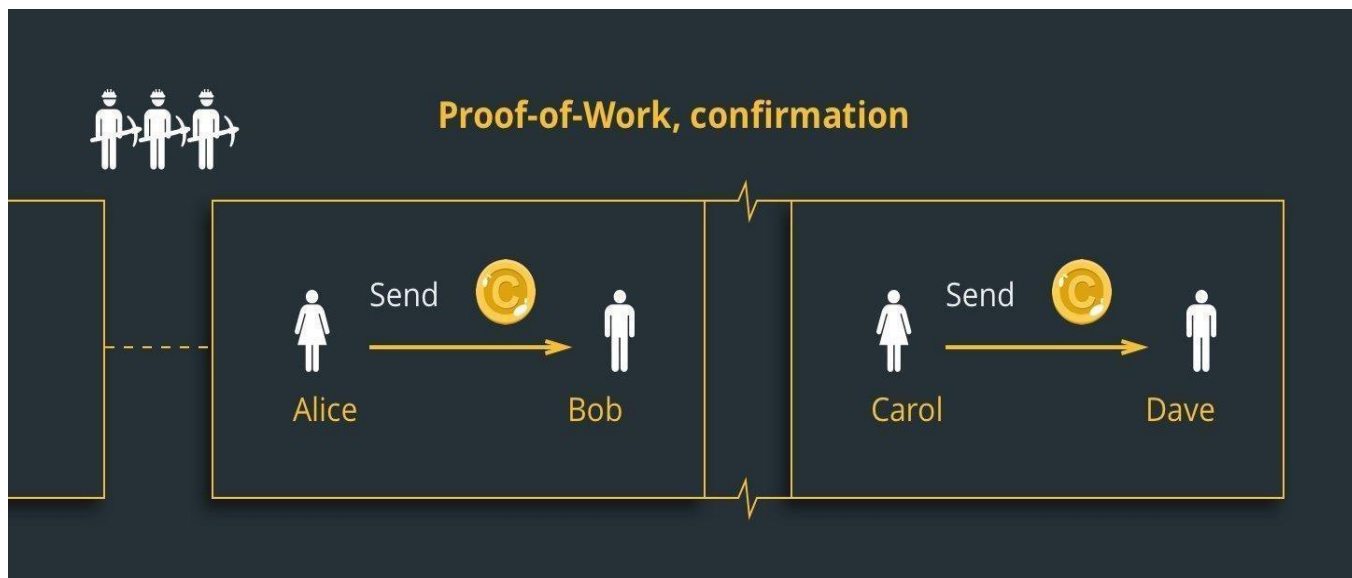 Proof-of-Work, confirmation
Send C
Send C
Alice Bob
Carol Dave